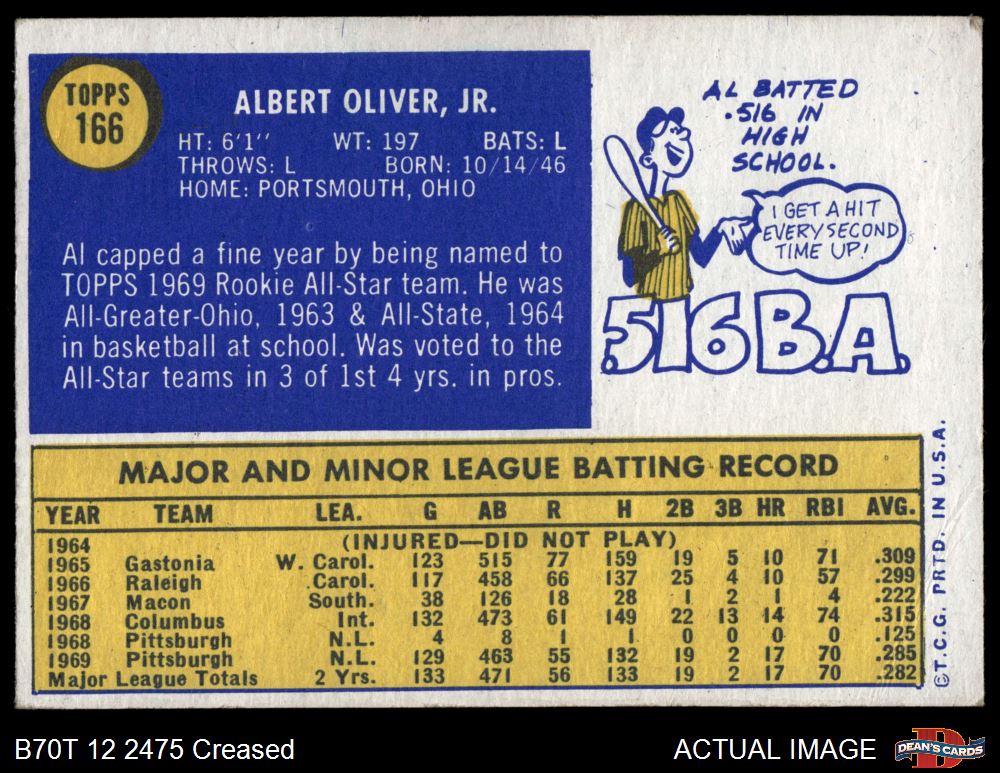 TOPPS
166
ALBERT OLIVER, JR.
HT: 6'1'' WT: 197 BATS: L
THROWS: L BORN: 10/14/46
HOME: PORTSMOUTH, OHIO
Al capped a fine year by being named to
TOPPS 1969 Rookie All-Star team. He was
All-Greater-Ohio, 1963 & All-State, 1964
in basketball at school. Was voted to the
All-Star teams in 3 of 1st 4 yrs. in pros.
AL BATTED
.516 IN
HIGH
SCHOOL.
I GET A HIT
EVERY SECOND
TIME UP!
.516 B.A.
MAJOR AND MINOR LEAGUE BATTING RECORD
YEAR TEAM LEA. G AB R H 2B 3B HR RBI AVG.
1964 (INJURED—DID NOT PLAY)
1965 Gastonia W. Carol. 123 515 77 159 19 5 10 71 .309
1966 Raleigh Carol. 117 458 66 137 25 4 10 57 .299
1967 Macon South. 38 126 18 28 1 2 1 4 .222
1968 Columbus Int. 132 473 61 149 22 13 14 74 .315
1968 Pittsburgh N.L. 4 8 1 1 0 0 0 0 .125
1969 Pittsburgh N.L. 129 463 55 132 19 2 17 70 .285
Major League Totals 2 Yrs. 133 471 56 133 19 2 17 70 .282
©T.C.G. PRTD. IN U.S.A.
B70T 12 2475 Creased
ACTUAL IMAGE
D
DEAN'S CARDS